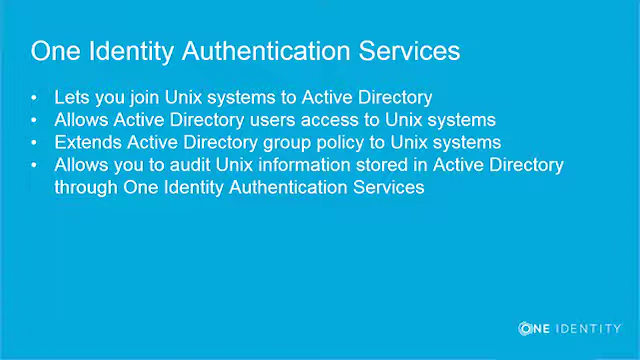 One Identity Authentication Services
• Lets you join Unix systems to Active Directory
• Allows Active Directory users access to Unix systems
• Extends Active Directory group policy to Unix systems
• Allows you to audit Unix information stored in Active Directory
through One Identity Authentication Services
ONE IDENTITY